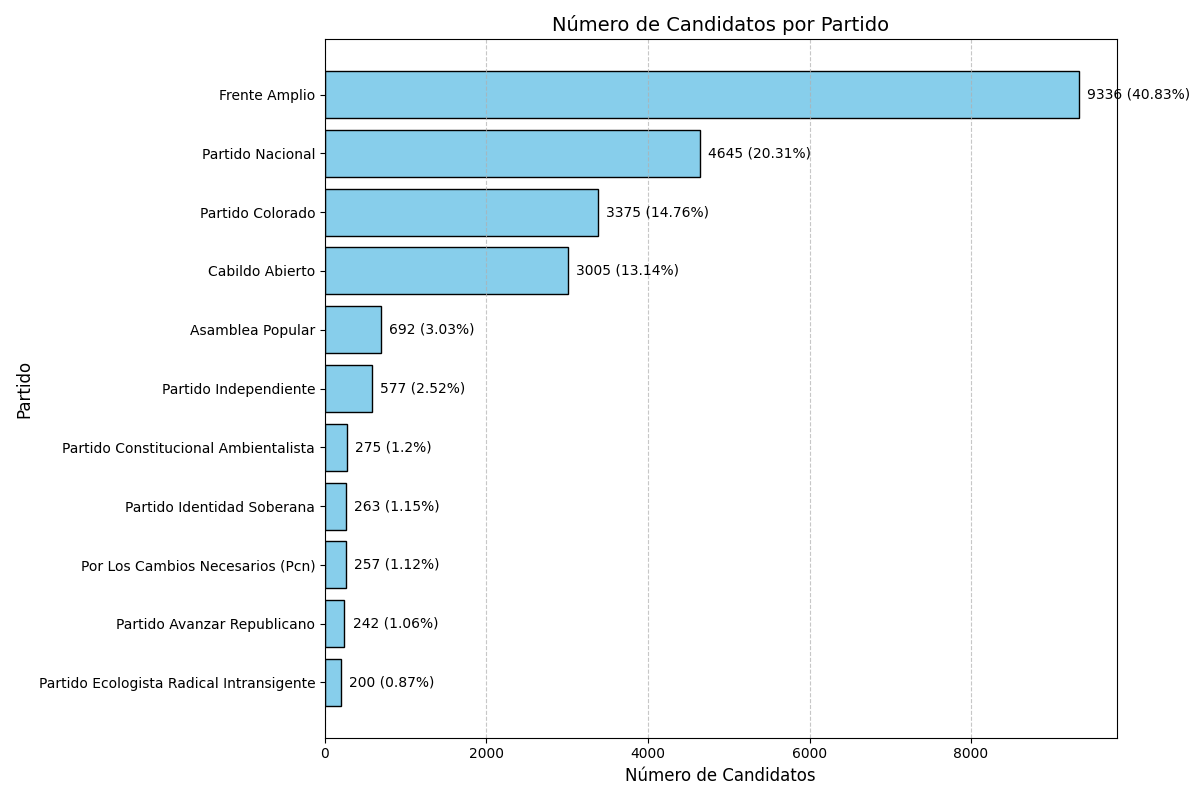 Número de Candidatos por Partido
Frente Amplio
9336 (40.83%)
Partido Nacional
4645 (20.31%)
Partido Colorado
3375 (14.76%)
Cabildo Abierto
3005 (13.14%)
Asamblea Popular
692 (3.03%)
Partido Independiente
577 (2.52%)
Partido Constitucional Ambientalista
275 (1.2%)
Partido Identidad Soberana
263 (1.15%)
Por Los Cambios Necesarios (Pcn)
257 (1.12%)
Partido Avanzar Republicano
242 (1.06%)
Partido Ecologista Radical Intransigente
200 (0.87%)
Partido
0 2000 4000 6000 8000
Número de Candidatos